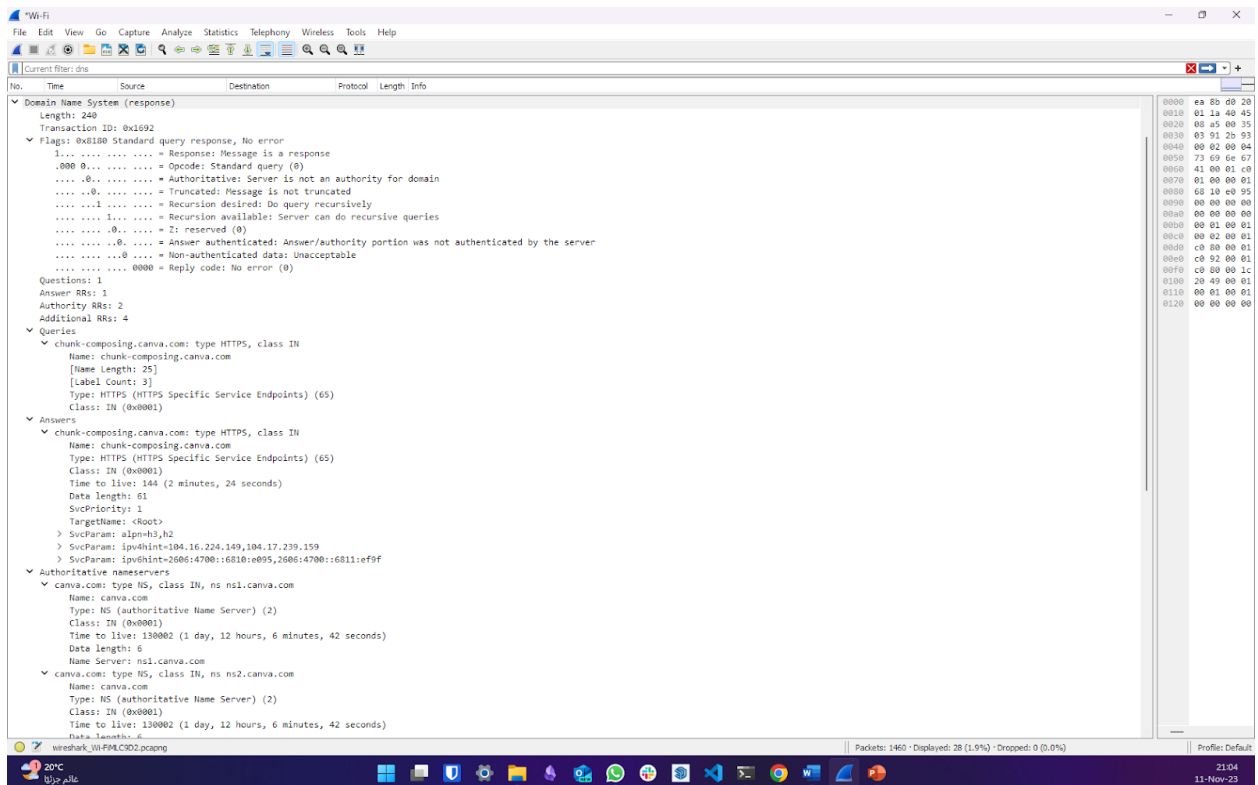 *Wi-Fi
File Edit View Go Capture Analyze Statistics Telephony Wireless Tools Help
Current filter: dns
No. Time Source Destination Protocol Length Info
Domain Name System (response)
Length: 240
Transaction ID: 0x1692
Flags: 0x8180 Standard query response, No error
1... .... .... .... = Response: Message is a response
.000 0... .... .... = Opcode: Standard query (0)
.... .0.. .... .... = Authoritative: Server is not an authority for domain
.... ..0. .... .... = Truncated: Message is not truncated
.... ...1 .... .... = Recursion desired: Do query recursively
.... .... 1... .... = Recursion available: Server can do recursive queries
.... .... .0.. .... = Z: reserved (0)
.... .... ..0. .... = Answer authenticated: Answer/authority portion was not authenticated by the server
.... .... ...0 .... = Non-authenticated data: Unacceptable
.... .... .... 0000 = Reply code: No error (0)
Questions: 1
Answer RRs: 1
Authority RRs: 2
Additional RRs: 4
Queries
chunk-composing.canva.com: type HTTPS, class IN
Name: chunk-composing.canva.com
[Name Length: 25]
[Label Count: 3]
Type: HTTPS (HTTPS Specific Service Endpoints) (65)
Class: IN (0x0001)
Answers
chunk-composing.canva.com: type HTTPS, class IN
Name: chunk-composing.canva.com
Type: HTTPS (HTTPS Specific Service Endpoints) (65)
Class: IN (0x0001)
Time to live: 144 (2 minutes, 24 seconds)
Data length: 61
SvcPriority: 1
TargetName: <Root>
SvcParam: alpn=h3,h2
SvcParam: ipv4hint=104.16.224.149,104.17.239.159
SvcParam: ipv6hint=2606:4700::6810:e095,2606:4700::6811:ef9f
Authoritative nameservers
canva.com: type NS, class IN, ns ns1.canva.com
Name: canva.com
Type: NS (authoritative Name Server) (2)
Class: IN (0x0001)
Time to live: 130002 (1 day, 12 hours, 6 minutes, 42 seconds)
Data length: 6
Name Server: ns1.canva.com
canva.com: type NS, class IN, ns ns2.canva.com
Name: canva.com
Type: NS (authoritative Name Server) (2)
Class: IN (0x0001)
Time to live: 130002 (1 day, 12 hours, 6 minutes, 42 seconds)
Data length: 6
0000 ea 8b d0 20
0010 01 1a 40 45
0020 08 a5 00 35
0030 03 91 2b 93
0040 00 02 00 04
0050 73 69 6e 67
0060 41 00 01 c0
0070 01 00 00 01
0080 68 10 e0 95
0090 00 00 00 00
00a0 00 00 00 00
00b0 00 01 00 01
00c0 00 02 00 01
00d0 c0 80 00 01
00e0 c0 92 00 01
00f0 c0 80 00 1c
0100 20 49 00 01
0110 00 01 00 01
0120 00 00 00 00
wireshark_Wi-FiMLC9D2.pcapng
Packets: 1460 · Displayed: 28 (1.9%) · Dropped: 0 (0.0%)
Profile: Default
1
20°C
غائم جزئيًا
21:04
11-Nov-23